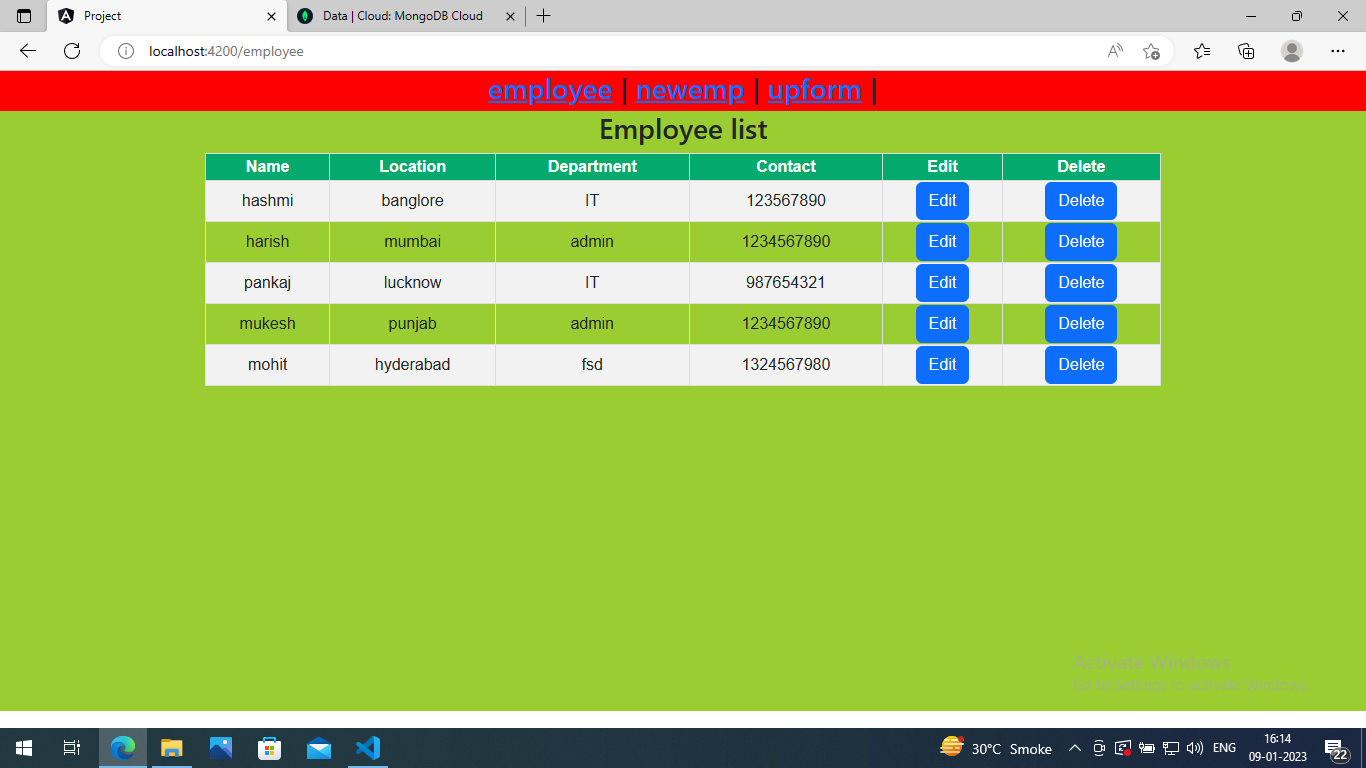 Project
Data | Cloud: MongoDB Cloud
localhost:4200/employee
employee | newemp | upform |
Employee list
Name Location Department Contact Edit Delete
hashmi banglore IT 123567890 Edit Delete
harish mumbai admin 1234567890 Edit Delete
pankaj lucknow IT 987654321 Edit Delete
mukesh punjab admin 1234567890 Edit Delete
mohit hyderabad fsd 1324567980 Edit Delete
Activate Windows
Go to Settings to activate Windows.
30°C Smoke ENG 16:14
09-01-2023
22